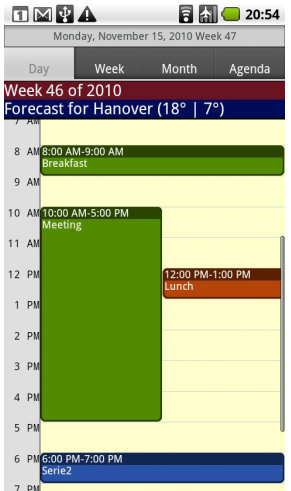 1 20:54
Monday, November 15, 2010 Week 47
Day Week Month Agenda
Week 46 of 2010
Forecast for Hanover (18° | 7°)
7 AM
8 AM 8:00 AM-9:00 AM
Breakfast
9 AM
10 AM 10:00 AM-5:00 PM
Meeting
11 AM
12 PM 12:00 PM-1:00 PM
Lunch
1 PM
2 PM
3 PM
4 PM
5 PM
6 PM 6:00 PM-7:00 PM
Serie2
7 PM